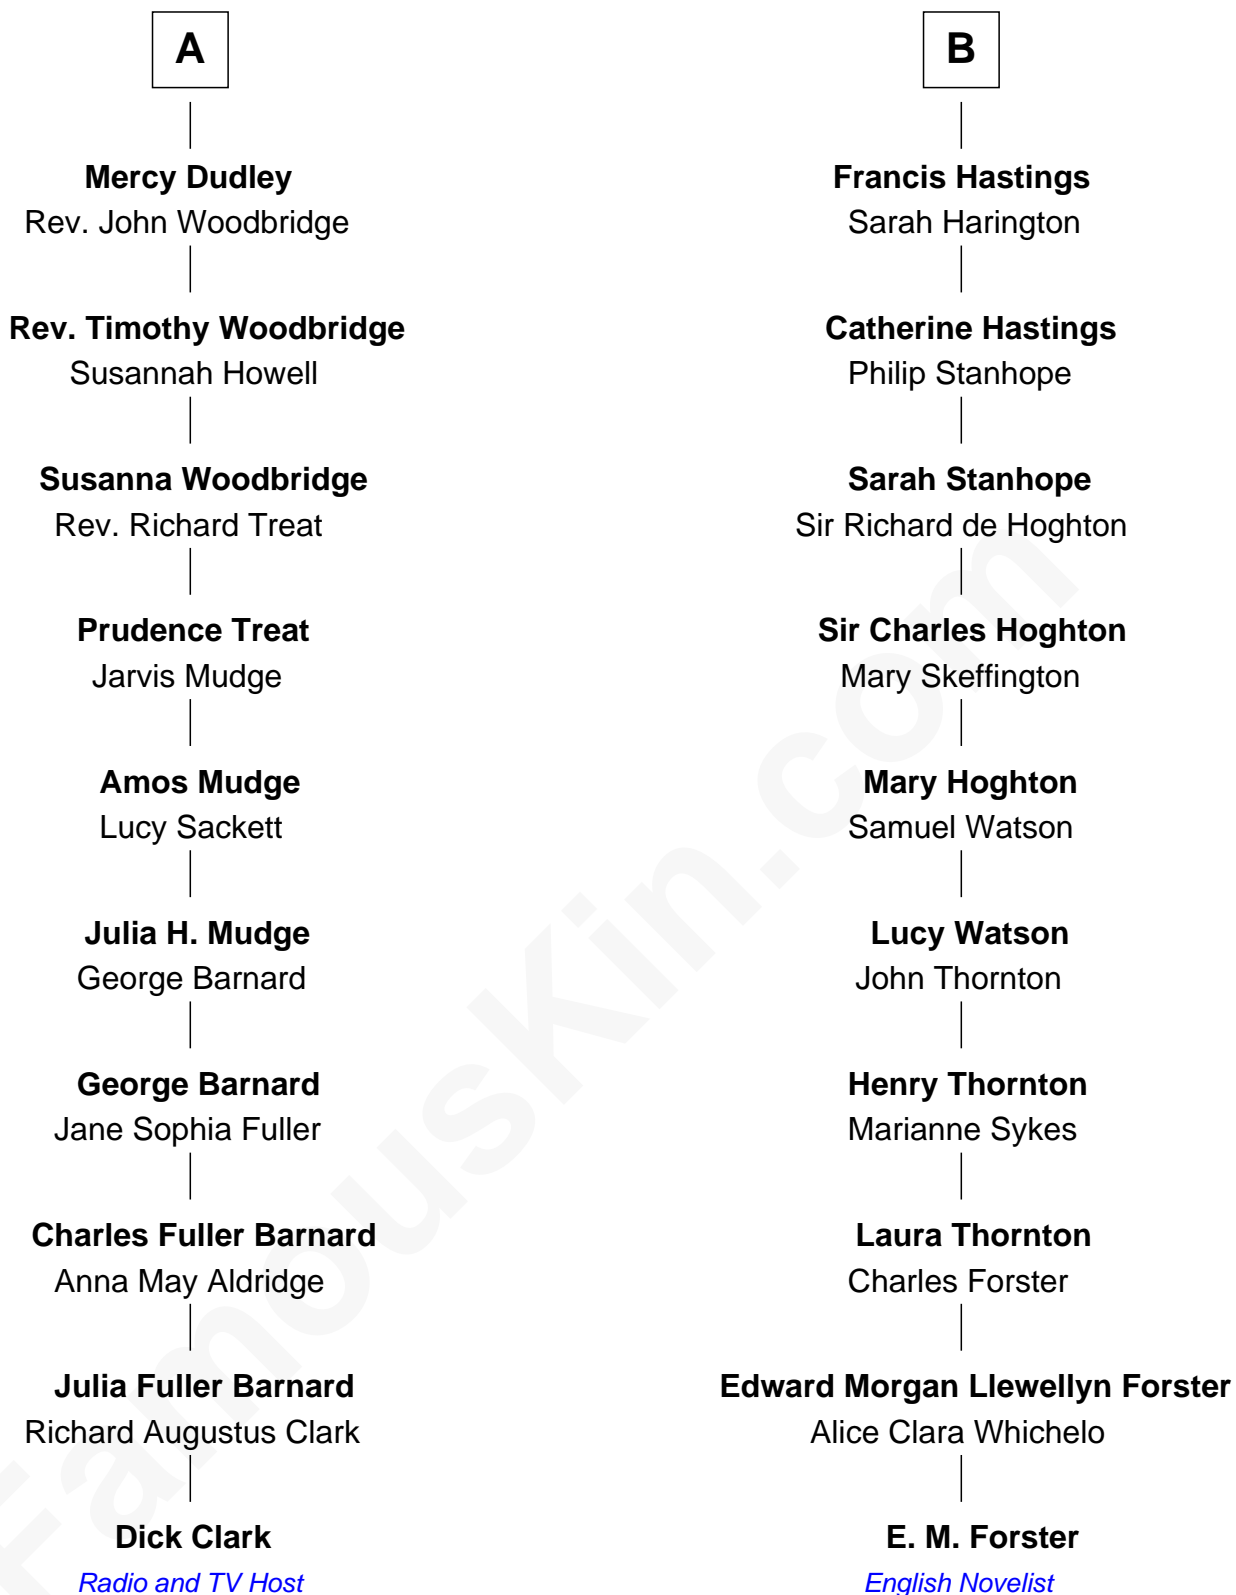 A
Mercy Dudley
Rev. John Woodbridge
Rev. Timothy Woodbridge
Susannah Howell
Susanna Woodbridge
Rev. Richard Treat
Prudence Treat
Jarvis Mudge
Amos Mudge
Lucy Sackett
Julia H. Mudge
George Barnard
George Barnard
Jane Sophia Fuller
Charles Fuller Barnard
Anna May Aldridge
Julia Fuller Barnard
Richard Augustus Clark
Dick Clark
Radio and TV Host
B
Francis Hastings
Sarah Harington
Catherine Hastings
Philip Stanhope
Sarah Stanhope
Sir Richard de Hoghton
Sir Charles Hoghton
Mary Skeffington
Mary Hoghton
Samuel Watson
Lucy Watson
John Thornton
Henry Thornton
Marianne Sykes
Laura Thornton
Charles Forster
Edward Morgan Llewellyn Forster
Alice Clara Whichelo
E. M. Forster
English Novelist
FamousKin.com